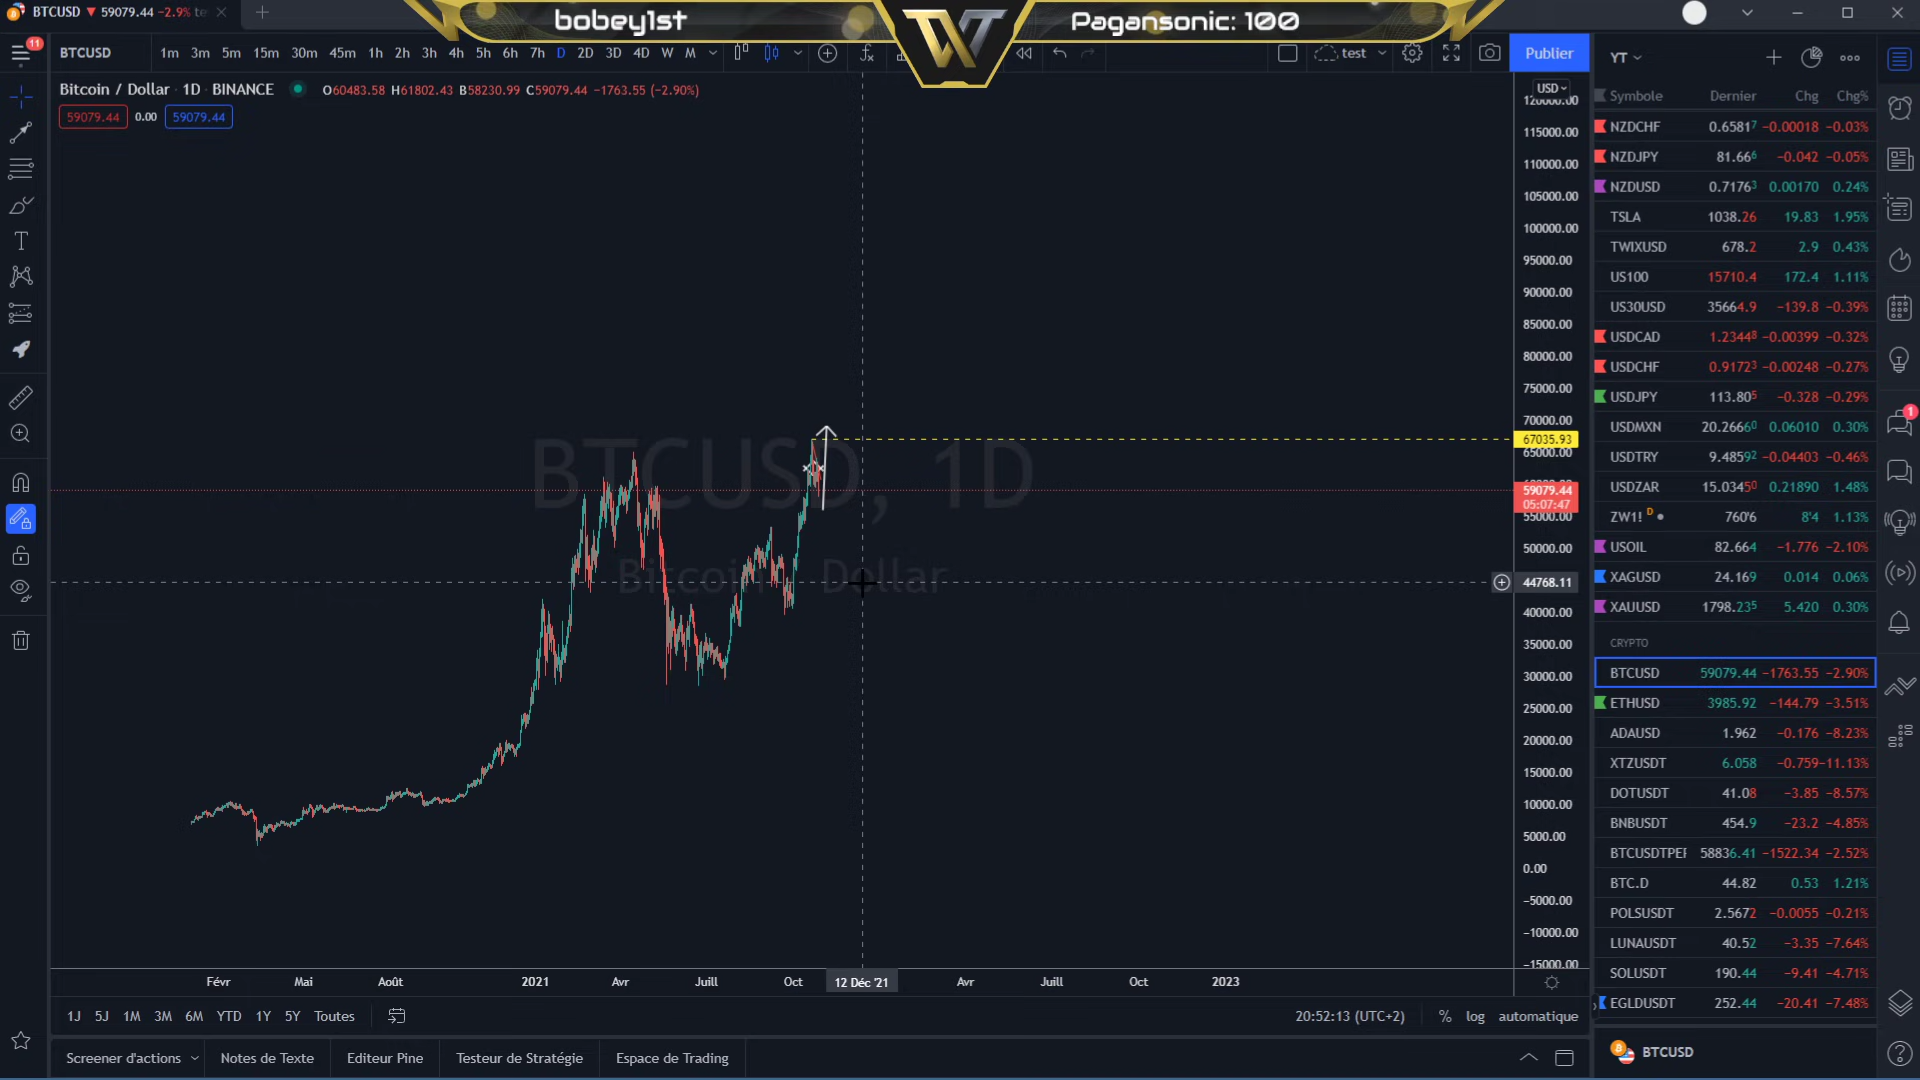 BTCUSD ▼ 59079.44 −2.9% te
bobey1st
Pagansonic: 100
11
BTCUSD
1m 3m 5m 15m 30m 45m 1h 2h 3h 4h 5h 6h 7h D 2D 3D 4D W M
test
Publier
YT
Bitcoin / Dollar · 1D · BINANCE
O60483.58 H61802.43 B58230.99 C59079.44 −1763.55 (−2.90%)
59079.44 0.00 59079.44
USD
120000.00
115000.00
110000.00
105000.00
100000.00
95000.00
90000.00
85000.00
80000.00
75000.00
70000.00
67035.93
65000.00
59079.44
05:07:47
55000.00
50000.00
44768.11
40000.00
35000.00
30000.00
25000.00
20000.00
15000.00
10000.00
5000.00
0.00
−5000.00
−10000.00
−15000.00
BTCUSD, 1D
Bitcoin / Dollar
Févr Mai Août 2021 Avr Juill Oct 12 Déc '21 Avr Juill Oct 2023
1J 5J 1M 3M 6M YTD 1Y 5Y Toutes
20:52:13 (UTC+2) % log automatique
Screener d'actions Notes de Texte Editeur Pine Testeur de Stratégie Espace de Trading
Symbole Dernier Chg Chg%
NZDCHF 0.65817 −0.00018 −0.03%
NZDJPY 81.666 −0.042 −0.05%
NZDUSD 0.71763 0.00170 0.24%
TSLA 1038.26 19.83 1.95%
TWIXUSD 678.2 2.9 0.43%
US100 15710.4 172.4 1.11%
US30USD 35664.9 −139.8 −0.39%
USDCAD 1.23448 −0.00399 −0.32%
USDCHF 0.91723 −0.00248 −0.27%
USDJPY 113.805 −0.328 −0.29%
USDMXN 20.26660 0.06010 0.30%
USDTRY 9.48592 −0.04403 −0.46%
USDZAR 15.03450 0.21890 1.48%
ZW1! D 760'6 8'4 1.13%
USOIL 82.664 −1.776 −2.10%
XAGUSD 24.169 0.014 0.06%
XAUUSD 1798.235 5.420 0.30%
CRYPTO
BTCUSD 59079.44 −1763.55 −2.90%
ETHUSD 3985.92 −144.79 −3.51%
ADAUSD 1.962 −0.176 −8.23%
XTZUSDT 6.058 −0.759 −11.13%
DOTUSDT 41.08 −3.85 −8.57%
BNBUSDT 454.9 −23.2 −4.85%
BTCUSDTPER 58836.41 −1522.34 −2.52%
BTC.D 44.82 0.53 1.21%
POLSUSDT 2.5672 −0.0055 −0.21%
LUNAUSDT 40.52 −3.35 −7.64%
SOLUSDT 190.44 −9.41 −4.71%
EGLDUSDT 252.44 −20.41 −7.48%
BTCUSD
1